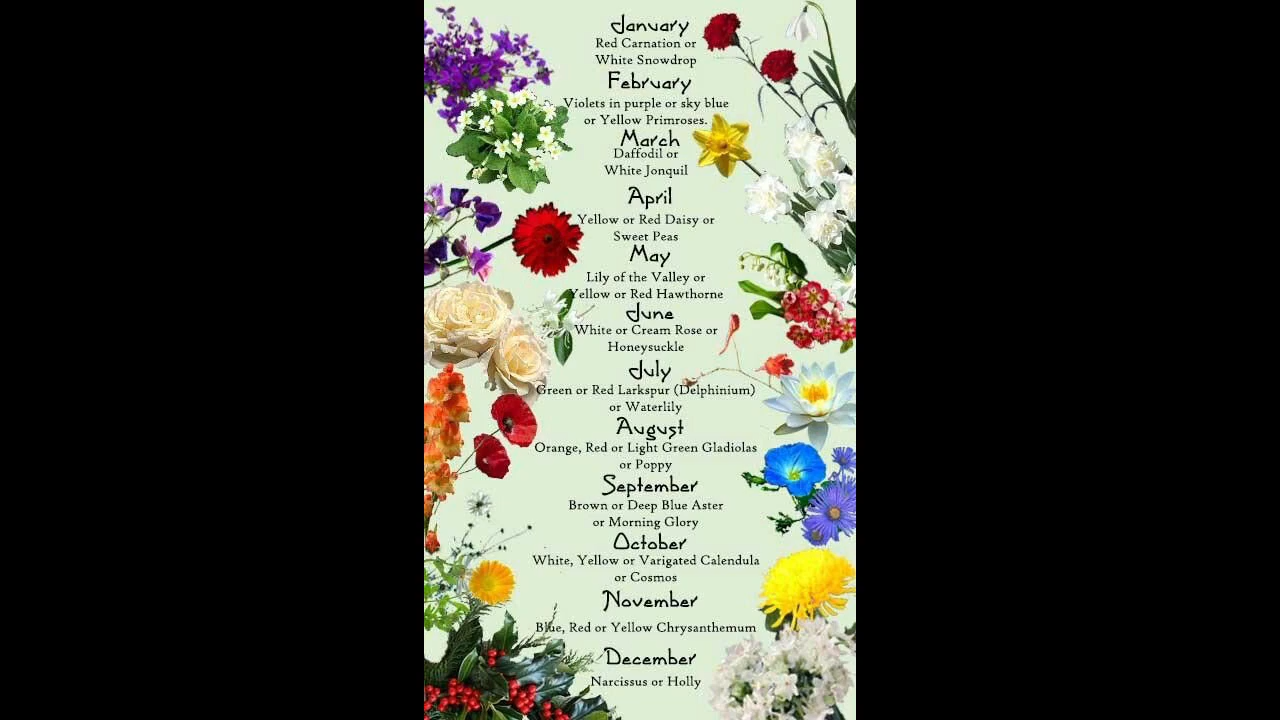 January
Red Carnation or
White Snowdrop
February
Violets in purple or sky blue
or Yellow Primroses.
March
Daffodil or
White Jonquil
April
Yellow or Red Daisy or
Sweet Peas
May
Lily of the Valley or
Yellow or Red Hawthorne
June
White or Cream Rose or
Honeysuckle
July
Green or Red Larkspur (Delphinium)
or Waterlily
August
Orange, Red or Light Green Gladiolas
or Poppy
September
Brown or Deep Blue Aster
or Morning Glory
October
White, Yellow or Varigated Calendula
or Cosmos
November
Blue, Red or Yellow Chrysanthemum
December
Narcissus or Holly